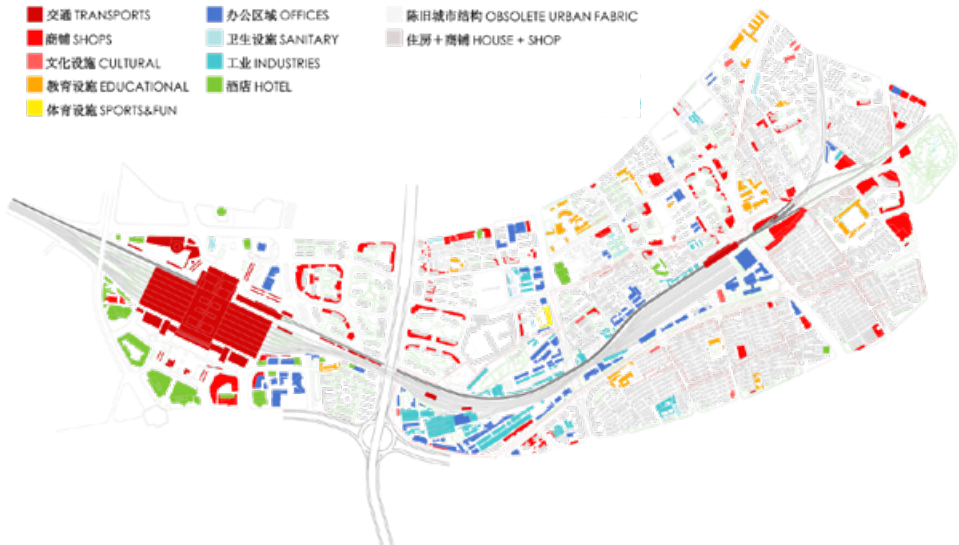 交通 TRANSPORTS
商铺 SHOPS
文化设施 CULTURAL
教育设施 EDUCATIONAL
体育设施 SPORTS&FUN
办公区域 OFFICES
卫生设施 SANITARY
工业 INDUSTRIES
酒店 HOTEL
陈旧城市结构 OBSOLETE URBAN FABRIC
住房＋商铺 HOUSE + SHOP